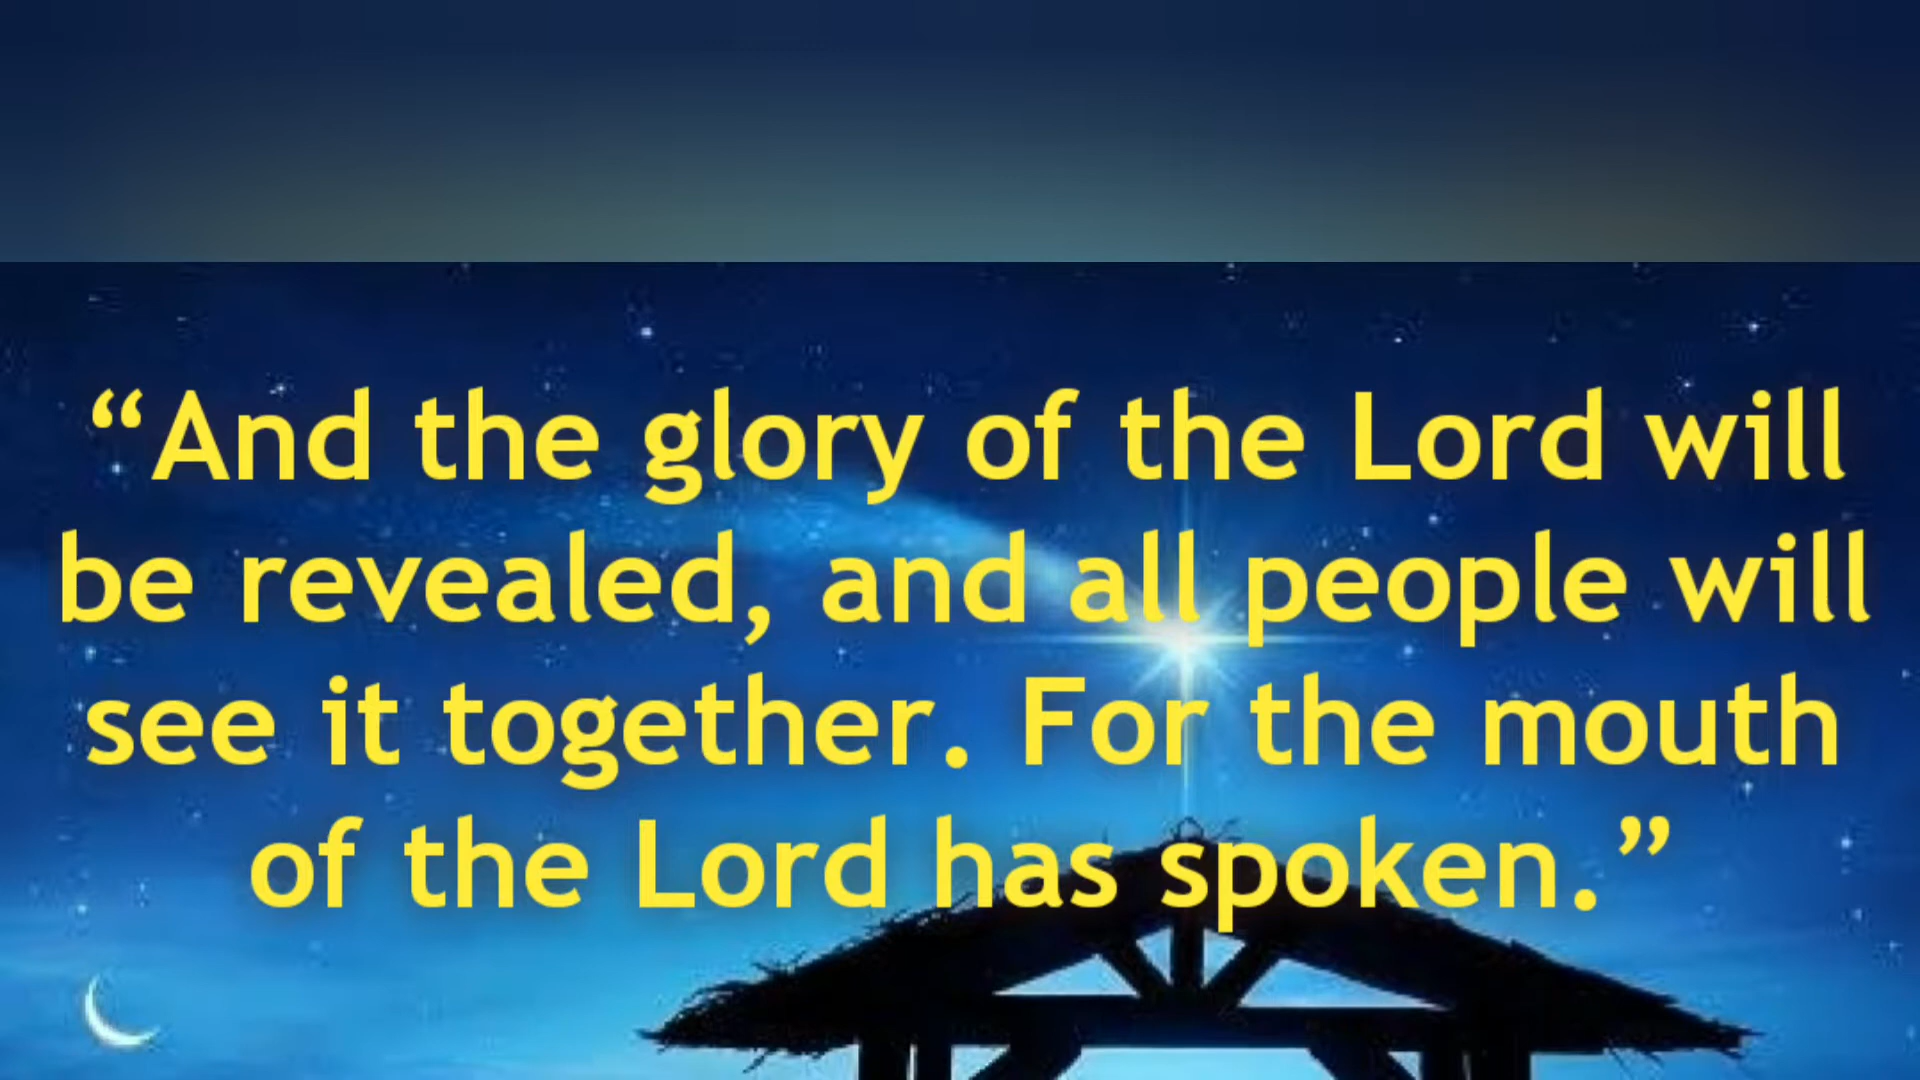 “And the glory of the Lord will
be revealed, and all people will
see it together. For the mouth
of the Lord has spoken.”